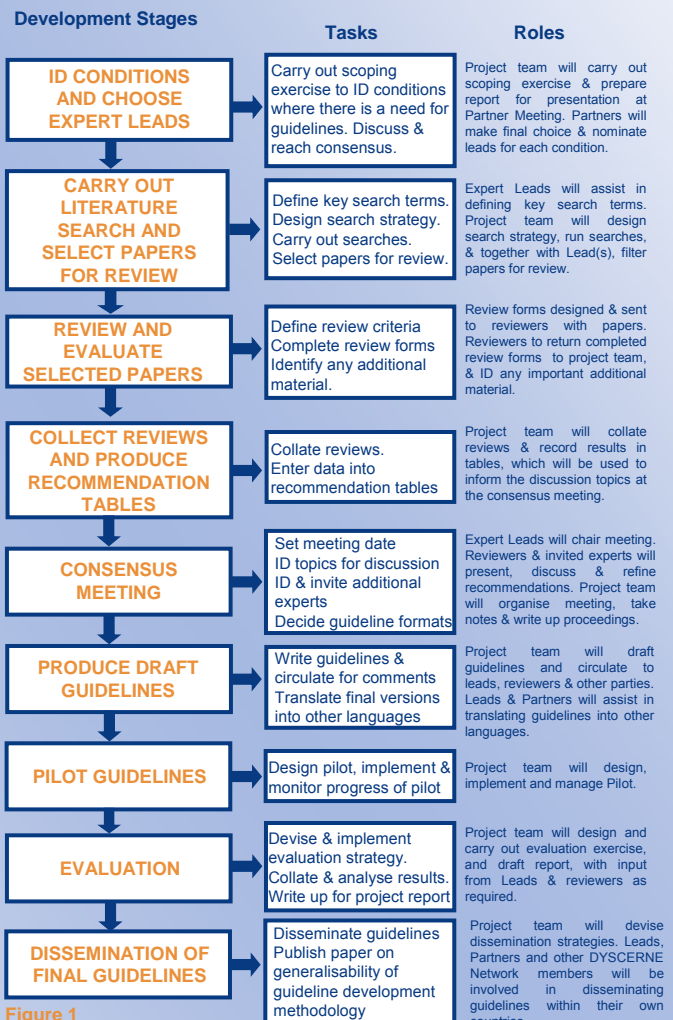 Development Stages
Tasks
Roles
ID CONDITIONS
AND CHOOSE
EXPERT LEADS
Carry out scoping
exercise to ID conditions
where there is a need for
guidelines. Discuss &
reach consensus.
Project team will carry out
scoping exercise & prepare
report for presentation at
Partner Meeting. Partners will
make final choice & nominate
leads for each condition.
CARRY OUT
LITERATURE
SEARCH AND
SELECT PAPERS
FOR REVIEW
Define key search terms.
Design search strategy.
Carry out searches.
Select papers for review.
Expert Leads will assist in
defining key search terms.
Project team will design
search strategy, run searches,
& together with Lead(s), filter
papers for review.
REVIEW AND
EVALUATE
SELECTED PAPERS
Define review criteria
Complete review forms
Identify any additional
material.
Review forms designed & sent
to reviewers with papers.
Reviewers to return completed
review forms to project team,
& ID any important additional
material.
COLLECT REVIEWS
AND PRODUCE
RECOMMENDATION
TABLES
Collate reviews.
Enter data into
recommendation tables
Project team will collate
reviews & record results in
tables, which will be used to
inform the discussion topics at
the consensus meeting.
CONSENSUS
MEETING
Set meeting date
ID topics for discussion
ID & invite additional
experts
Decide guideline formats
Expert Leads will chair meeting.
Reviewers & invited experts will
present, discuss & refine
recommendations. Project team
will organise meeting, take
notes & write up proceedings.
PRODUCE DRAFT
GUIDELINES
Write guidelines &
circulate for comments
Translate final versions
into other languages
Project team will draft
guidelines and circulate to
leads, reviewers & other parties.
Leads & Partners will assist in
translating guidelines into other
languages.
PILOT GUIDELINES
Design pilot, implement &
monitor progress of pilot
Project team will design,
implement and manage Pilot.
EVALUATION
Devise & implement
evaluation strategy.
Collate & analyse results.
Write up for project report
Project team will design and
carry out evaluation exercise,
and draft report, with input
from Leads & reviewers as
required.
DISSEMINATION OF
FINAL GUIDELINES
Disseminate guidelines
Publish paper on
generalisability of
guideline development
methodology
Project team will devise
dissemination strategies. Leads,
Partners and other DYSCERNE
Network members will be
involved in disseminating
guidelines within their own
Figure 1